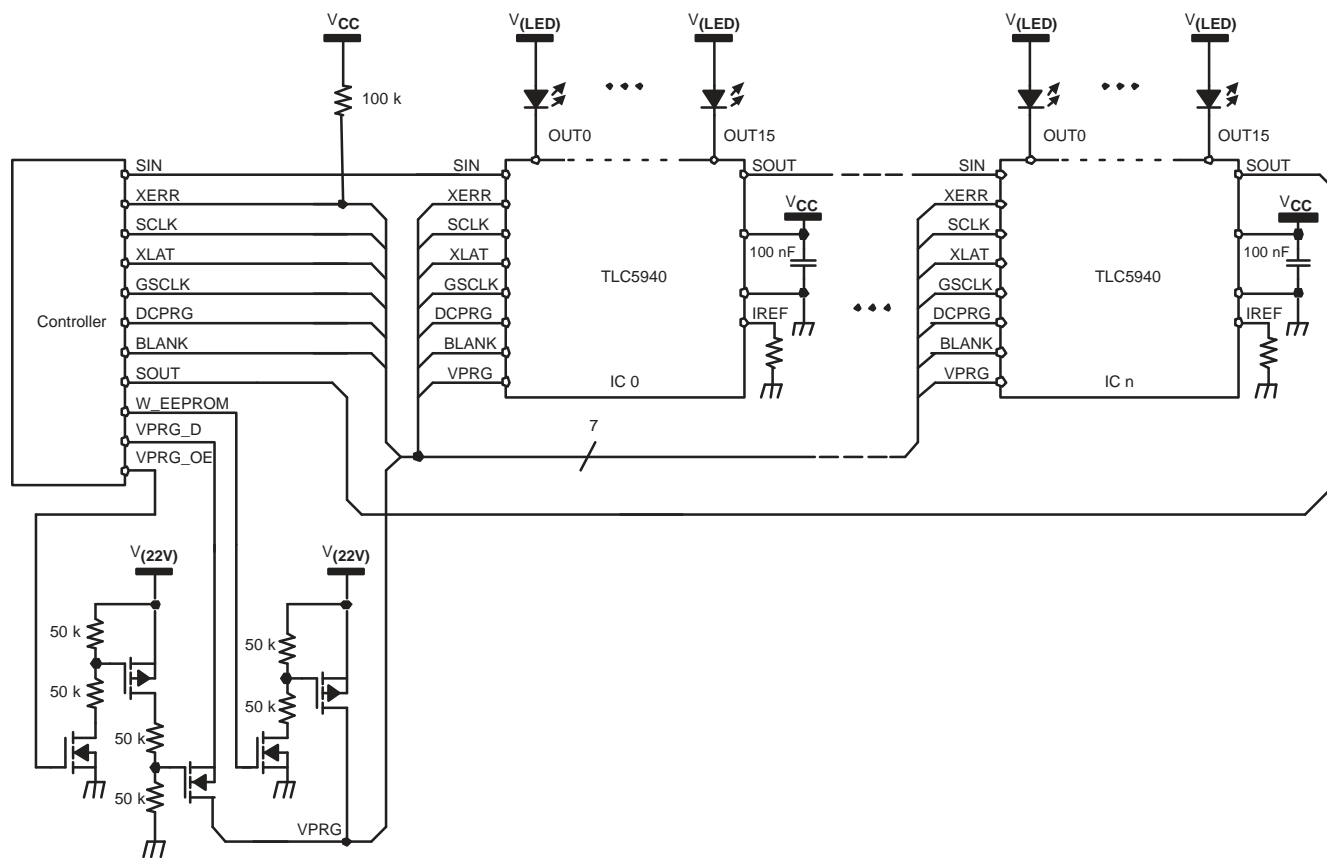 VCC
V(LED)
V(LED)
V(LED)
V(LED)
100 k
OUT0
OUT15
OUT0
OUT15
SIN
SIN
SOUT
SIN
SOUT
XERR
XERR
XERR
VCC
VCC
SCLK
SCLK
SCLK
100 nF
100 nF
XLAT
XLAT
XLAT
TLC5940
TLC5940
GSCLK
GSCLK
GSCLK
Controller
DCPRG
DCPRG
IREF
DCPRG
IREF
BLANK
BLANK
BLANK
SOUT
VPRG
IC 0
VPRG
IC n
W_EEPROM
VPRG_D
7
VPRG_OE
V(22V)
V(22V)
50 k
50 k
50 k
50 k
50 k
50 k
VPRG